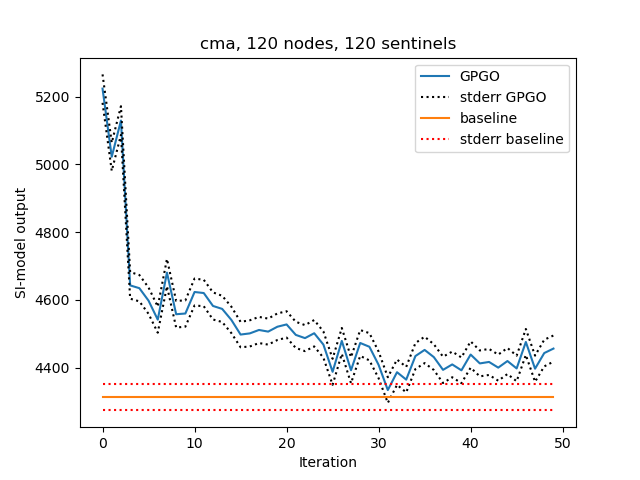 cma, 120 nodes, 120 sentinels
GPGO
stderr GPGO
baseline
stderr baseline
SI-model output
5200
5000
4800
4600
4400
0 10 20 30 40 50
Iteration